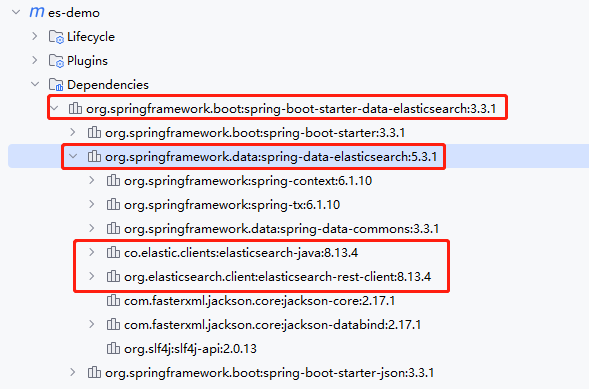 m es-demo
Lifecycle
Plugins
Dependencies
org.springframework.boot:spring-boot-starter-data-elasticsearch:3.3.1
org.springframework.boot:spring-boot-starter:3.3.1
org.springframework.data:spring-data-elasticsearch:5.3.1
org.springframework:spring-context:6.1.10
org.springframework:spring-tx:6.1.10
org.springframework.data:spring-data-commons:3.3.1
co.elastic.clients:elasticsearch-java:8.13.4
org.elasticsearch.client:elasticsearch-rest-client:8.13.4
com.fasterxml.jackson.core:jackson-core:2.17.1
com.fasterxml.jackson.core:jackson-databind:2.17.1
org.slf4j:slf4j-api:2.0.13
org.springframework.boot:spring-boot-starter-json:3.3.1